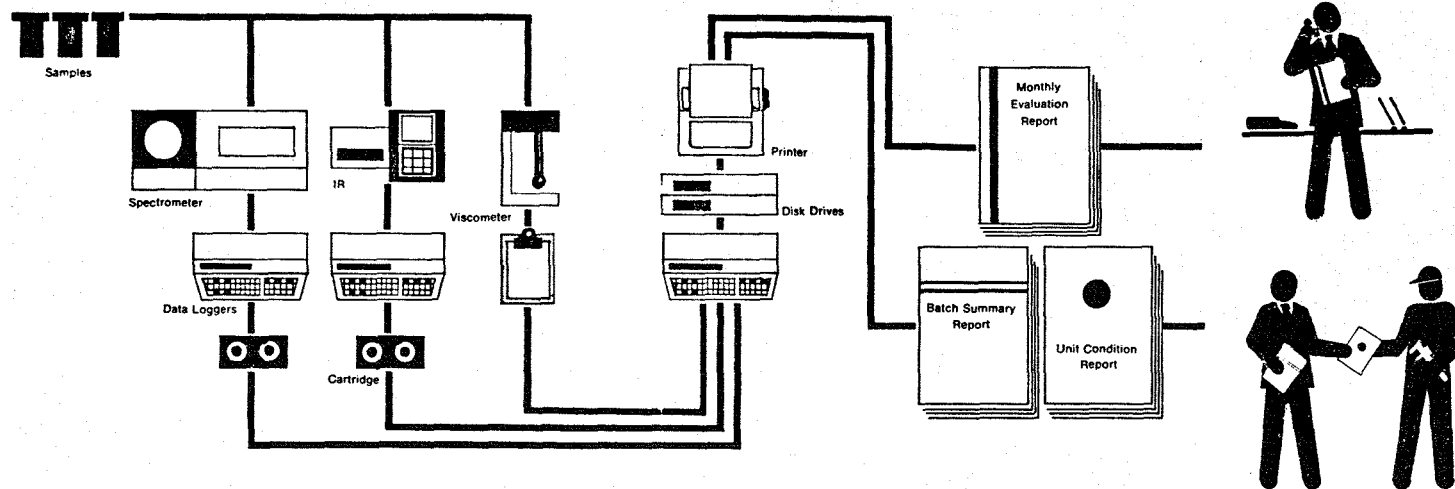 Samples
Spectrometer
IR
Viscometer
Data Loggers
Cartridge
Printer
Disk Drives
Monthly
Evaluation
Report
Batch Summary
Report
Unit Condition
Report